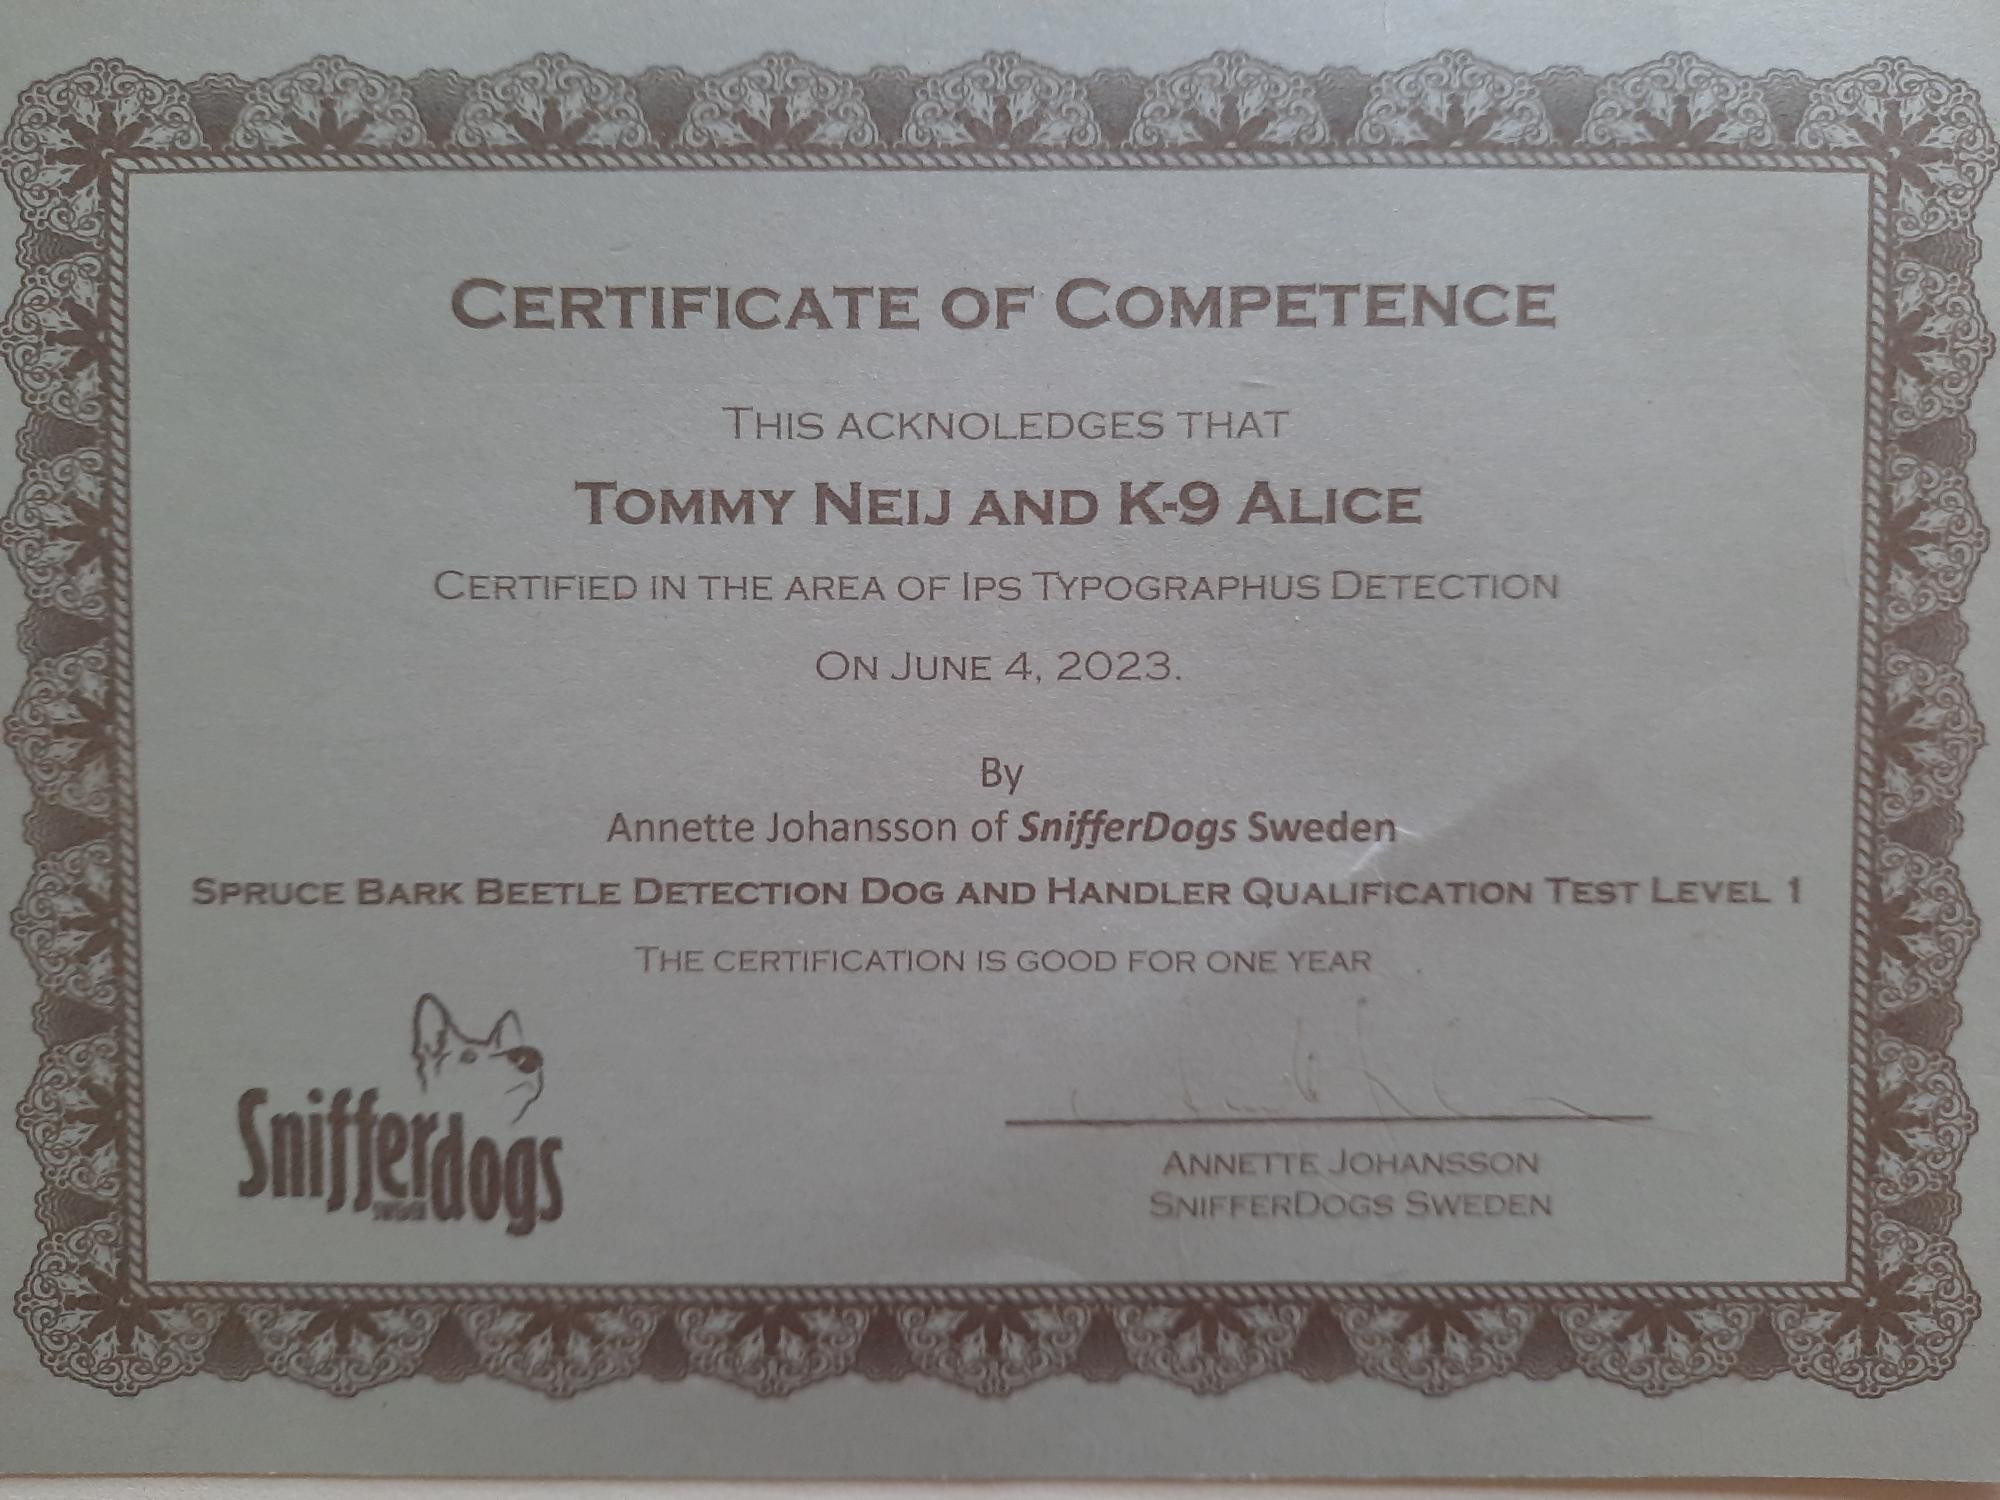 CERTIFICATE OF COMPETENCE
THIS ACKNOLEDGES THAT
TOMMY NEIJ AND K-9 ALICE
CERTIFIED IN THE AREA OF IPS TYPOGRAPHUS DETECTION
ON JUNE 4, 2023.
By
Annette Johansson of SnifferDogs Sweden
SPRUCE BARK BEETLE DETECTION DOG AND HANDLER QUALIFICATION TEST LEVEL 1
THE CERTIFICATION IS GOOD FOR ONE YEAR
Snifferdogs
SWEDEN
ANNETTE JOHANSSON
SNIFFERDOGS SWEDEN